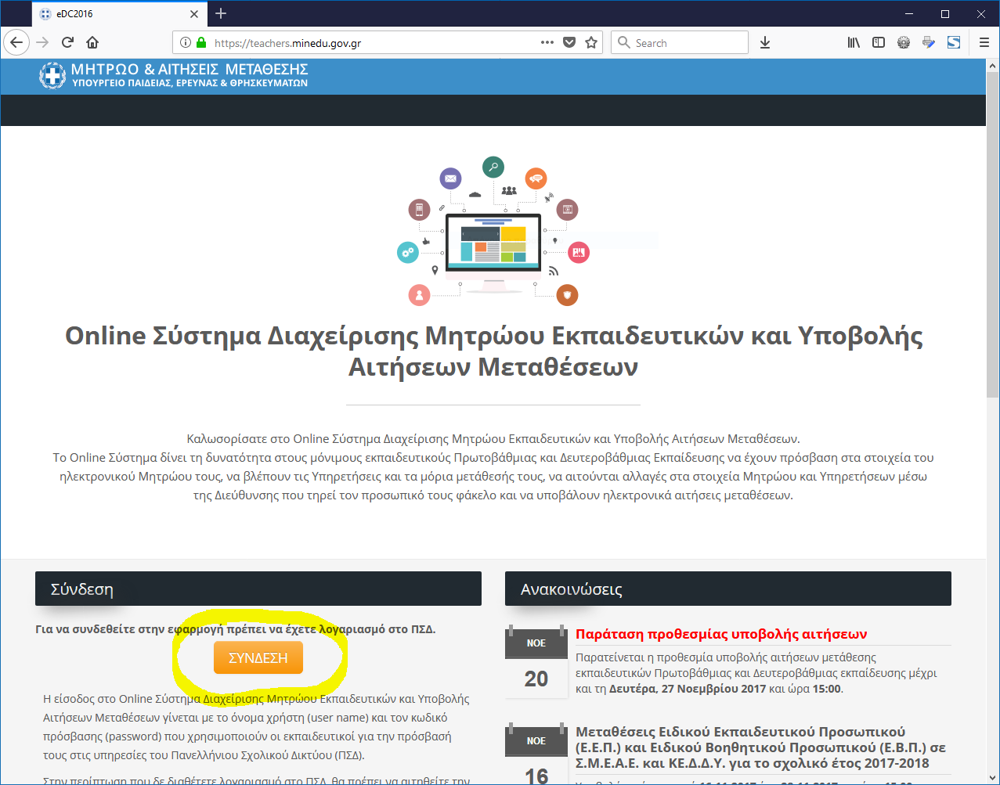 eDC2016
https://teachers.minedu.gov.gr
Search
ΜΗΤΡΩΟ & ΑΙΤΗΣΕΙΣ ΜΕΤΑΘΕΣΗΣ
ΥΠΟΥΡΓΕΙΟ ΠΑΙΔΕΙΑΣ, ΕΡΕΥΝΑΣ & ΘΡΗΣΚΕΥΜΑΤΩΝ
Online Σύστημα Διαχείρισης Μητρώου Εκπαιδευτικών και Υποβολής
Αιτήσεων Μεταθέσεων
Καλωσορίσατε στο Online Σύστημα Διαχείρισης Μητρώου Εκπαιδευτικών και Υποβολής Αιτήσεων Μεταθέσεων.
Το Online Σύστημα δίνει τη δυνατότητα στους μόνιμους εκπαιδευτικούς Πρωτοβάθμιας και Δευτεροβάθμιας Εκπαίδευσης να έχουν πρόσβαση στα στοιχεία του
ηλεκτρονικού Μητρώου τους, να βλέπουν τις Υπηρετήσεις και τα μόρια μετάθεσής τους, να αιτούνται αλλαγές στα στοιχεία Μητρώου και Υπηρετήσεων μέσω
της Διεύθυνσης που τηρεί τον προσωπικό τους φάκελο και να υποβάλουν ηλεκτρονικά αιτήσεις μεταθέσεων.
Σύνδεση
Για να συνδεθείτε στην εφαρμογή πρέπει να έχετε λογαριασμό στο ΠΣΔ.
ΣΥΝΔΕΣΗ
Η είσοδος στο Online Σύστημα Διαχείρισης Μητρώου Εκπαιδευτικών και Υποβολής
Αιτήσεων Μεταθέσεων γίνεται με το όνομα χρήστη (user name) και τον κωδικό
πρόσβασης (password) που χρησιμοποιούν οι εκπαιδευτικοί για την πρόσβασή
τους στις υπηρεσίες του Πανελλήνιου Σχολικού Δικτύου (ΠΣΔ).
Στην περίπτωση που δε διαθέτετε λογαριασμό στο ΠΣΔ, θα πρέπει να αιτηθείτε την
Ανακοινώσεις
ΝΟΕ
20
Παράταση προθεσμίας υποβολής αιτήσεων
Παρατείνεται η προθεσμία υποβολής αιτήσεων μετάθεσης
εκπαιδευτικών Πρωτοβάθμιας και Δευτεροβάθμιας εκπαίδευσης μέχρι
και τη Δευτέρα, 27 Νοεμβρίου 2017 και ώρα 15:00.
ΝΟΕ
16
Μεταθέσεις Ειδικού Εκπαιδευτικού Προσωπικού
(Ε.Ε.Π.) και Ειδικού Βοηθητικού Προσωπικού (Ε.Β.Π.) σε
Σ.Μ.Ε.Α.Ε. και ΚΕ.Δ.Δ.Υ. για το σχολικό έτος 2017-2018